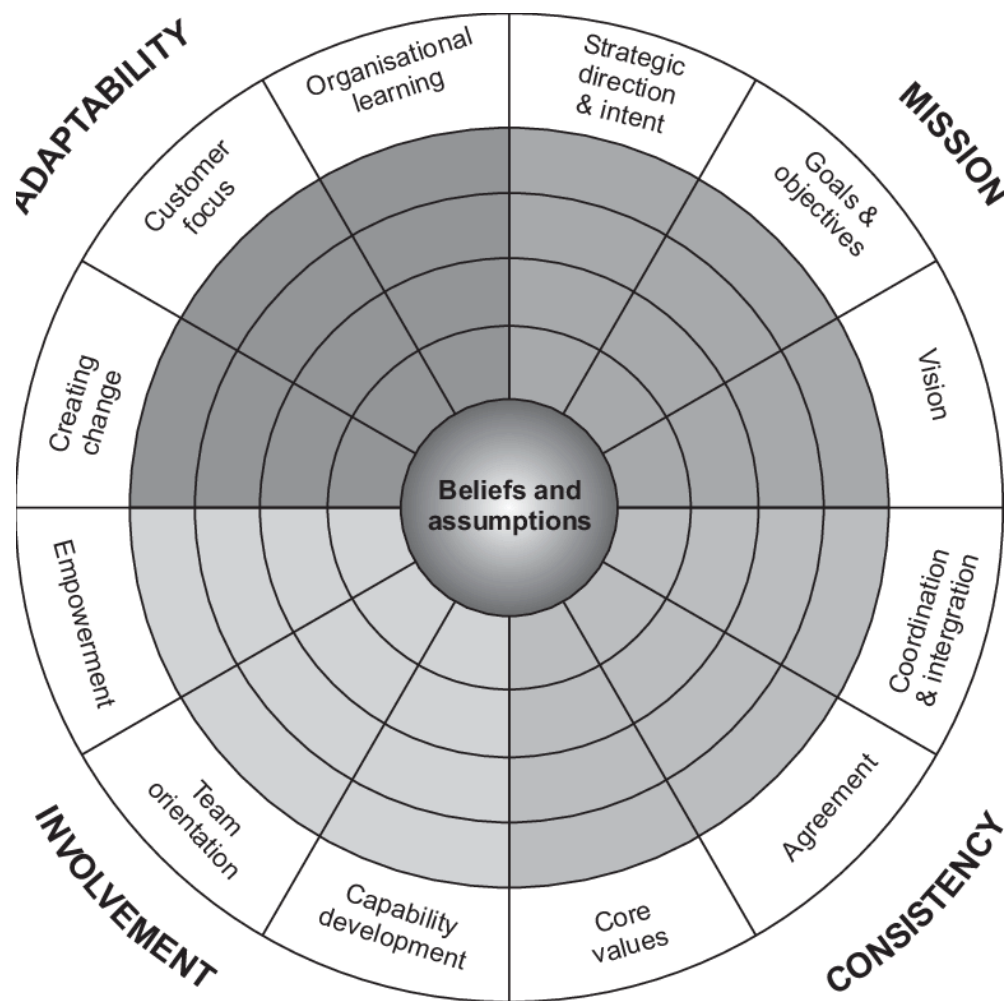 ADAPTABILITY
Organisational
learning
Customer
focus
Creating
change
MISSION
Strategic
direction
& intent
Goals &
objectives
Vision
Beliefs and
assumptions
INVOLVEMENT
Empowerment
Team
orientation
Capability
development
CONSISTENCY
Coordination
& intergration
Agreement
Core
values